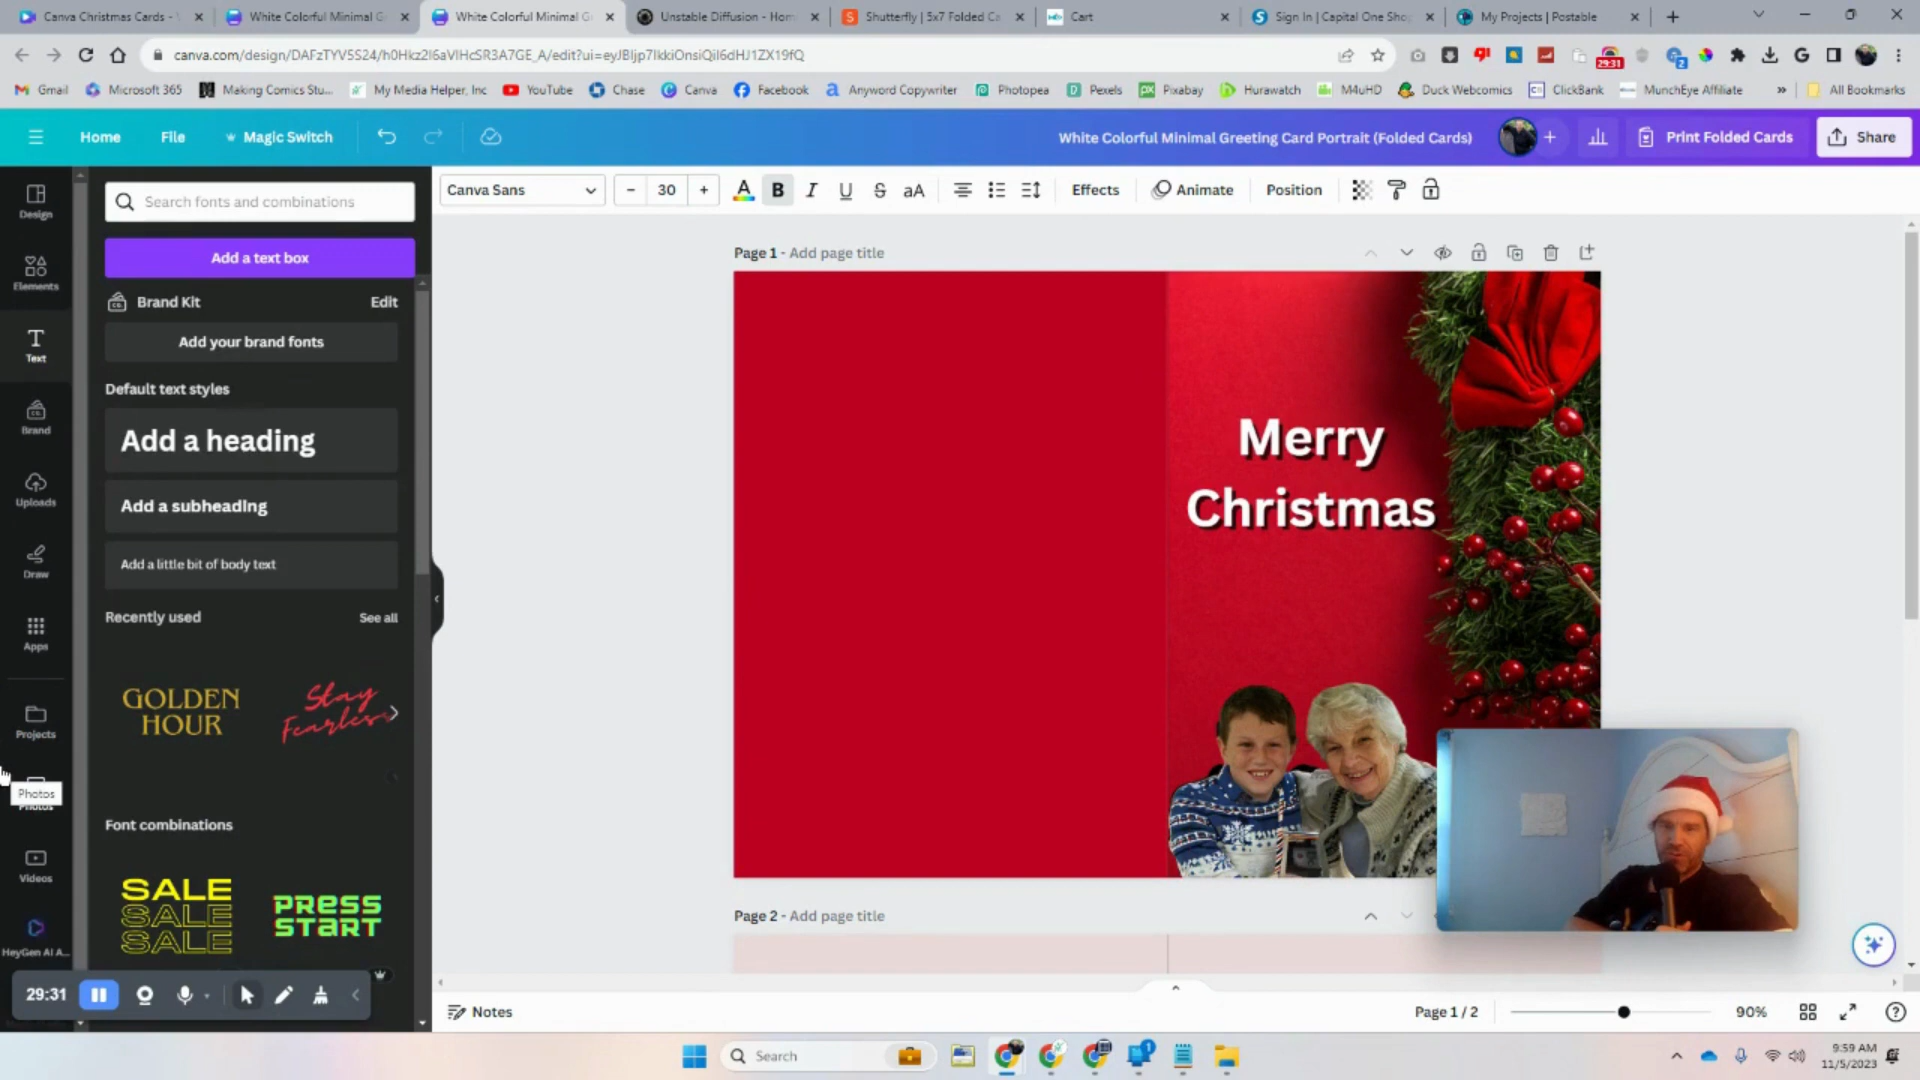 Canva Christmas Cards -
White Colorful Minimal G
White Colorful Minimal G
Unstable Diffusion - Hom
Shutterfly | 5x7 Folded Ca
Cart
Sign In | Capital One Sho
My Projects | Postable
canva.com/design/DAFzTYV5S24/h0Hkz2I6aVlHcSR3A7GE_A/edit?ui=eyJBIjp7IkkiOnsiQiI6dHJ1ZX19fQ
29:31
Gmail
Microsoft 365
Making Comics Stu...
My Media Helper, Inc
YouTube
Chase
Canva
Facebook
Anyword Copywriter
Photopea
Pexels
Pixabay
Hurawatch
M4uHD
Duck Webcomics
ClickBank
MunchEye Affiliate
»
All Bookmarks
Home
File
Magic Switch
White Colorful Minimal Greeting Card Portrait (Folded Cards)
Print Folded Cards
Share
Design
Elements
Text
Brand
Uploads
Draw
Apps
Projects
Photos
Photos
Videos
HeyGen AI A...
Search fonts and combinations
Add a text box
Brand Kit
Edit
Add your brand fonts
Default text styles
Add a heading
Add a subheading
Add a little bit of body text
Recently used
See all
GOLDEN
HOUR
Stay
Fearless
Font combinations
SALE
SALE
SALE
PRESS
START
29:31
Canva Sans
– 30 +
A B I U S aA
Effects
Animate
Position
Page 1 - Add page title
Merry
Christmas
Page 2 - Add page title
Notes
Page 1 / 2
90%
Search
9:59 AM
11/5/2023